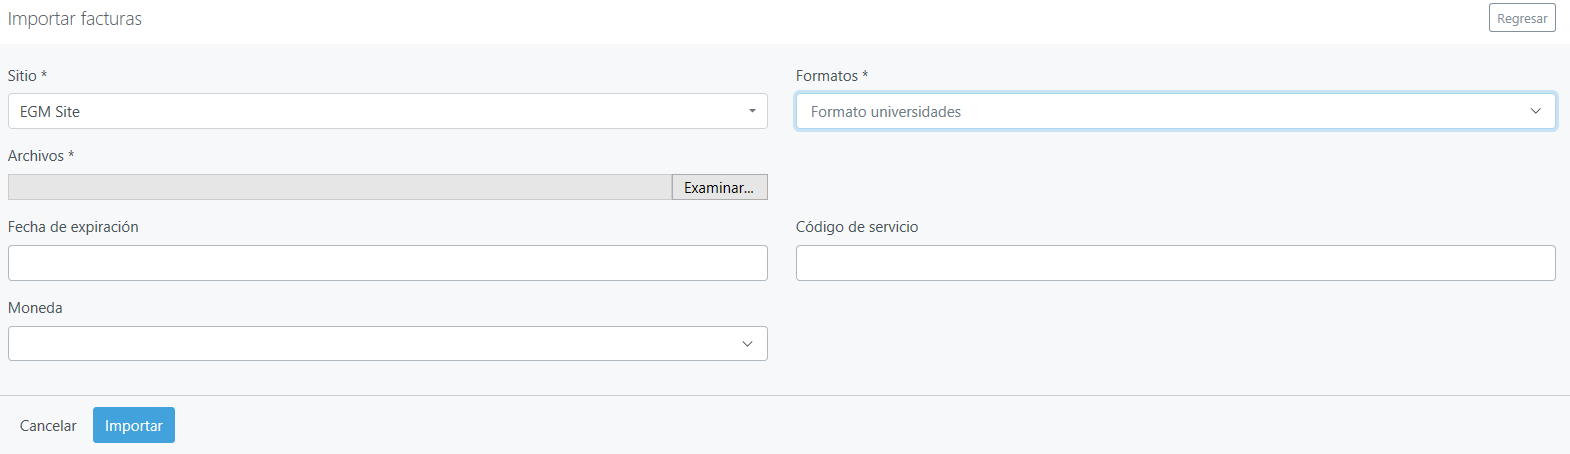 Importar facturas
Regresar
Sitio *
Formatos *
EGM Site
Formato universidades
Archivos *
Examinar...
Fecha de expiración
Código de servicio
Moneda
Cancelar
Importar